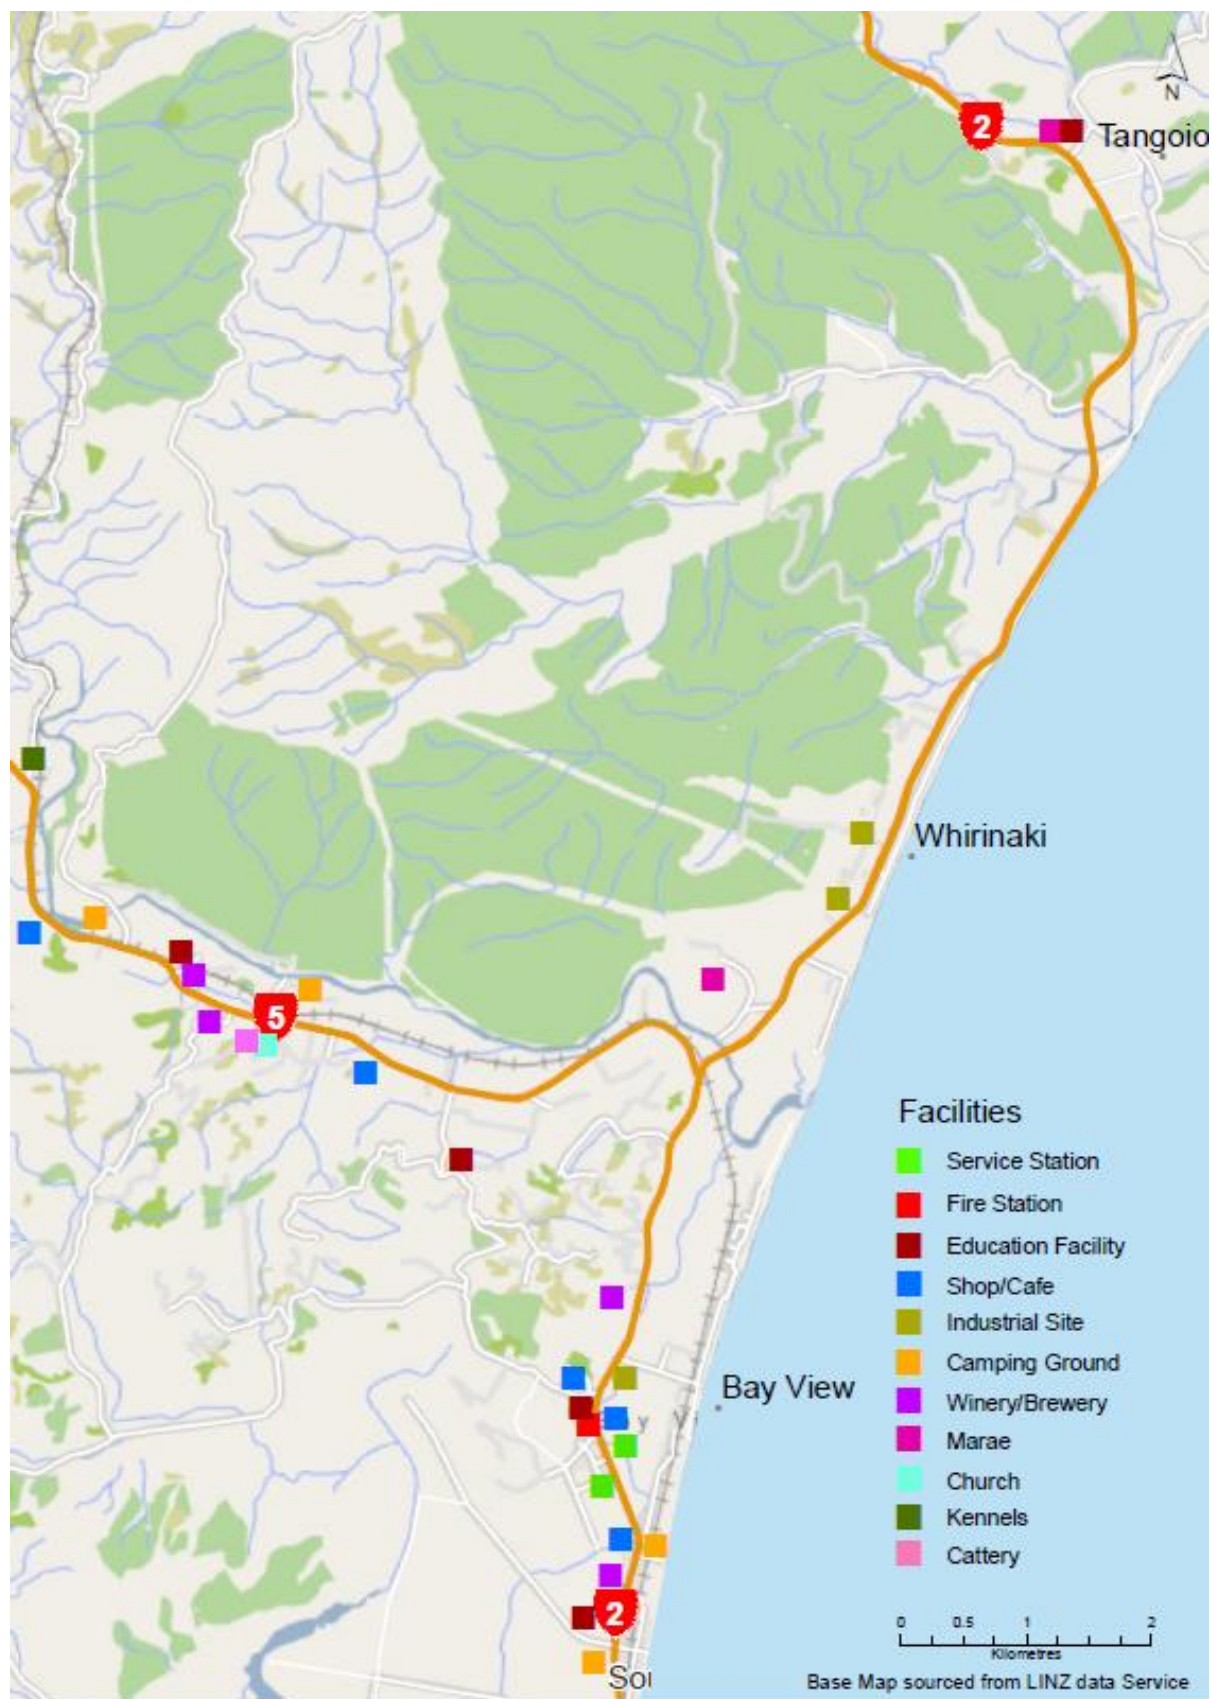 N
2
Tangoio
Whirinaki
5
Facilities
Service Station
Fire Station
Education Facility
Shop/Cafe
Industrial Site
Camping Ground
Winery/Brewery
Marae
Church
Kennels
Cattery
Bay View
2
0 0.5 1 2
Kilometres
Base Map sourced from LINZ data Service